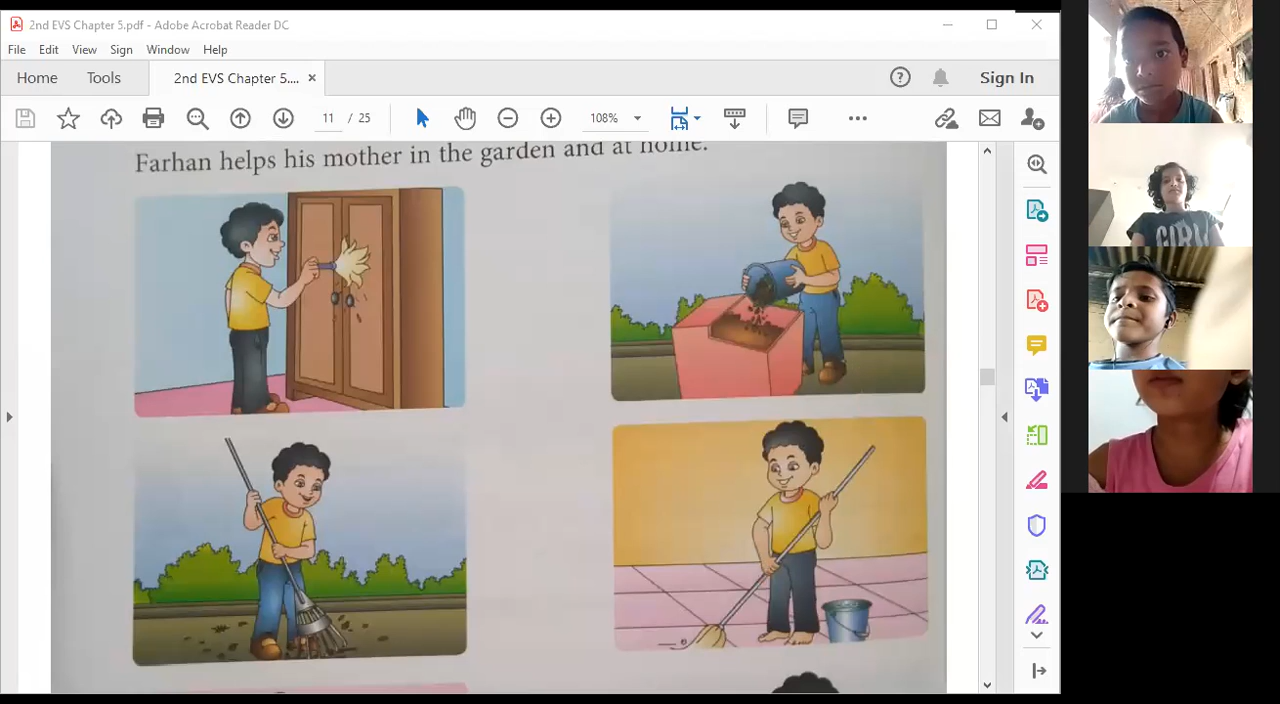 2nd EVS Chapter 5.pdf - Adobe Acrobat Reader DC
File Edit View Sign Window Help
Home Tools 2nd EVS Chapter 5.... × Sign In
11 / 25 108%
Farhan helps his mother in the garden and at home.
GIRL